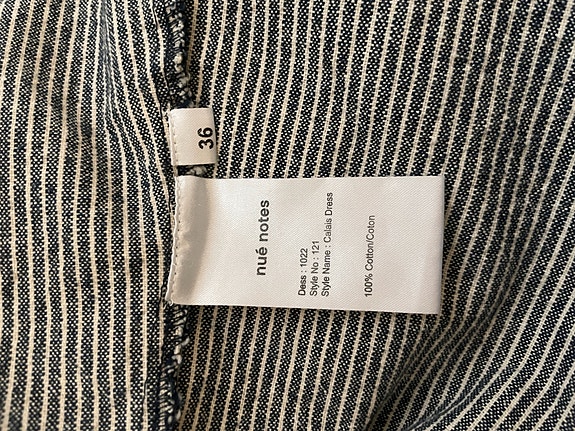 36
nué notes
Dess : 1022
Style No : 121
Style Name : Calais Dress
100% Cotton/Coton